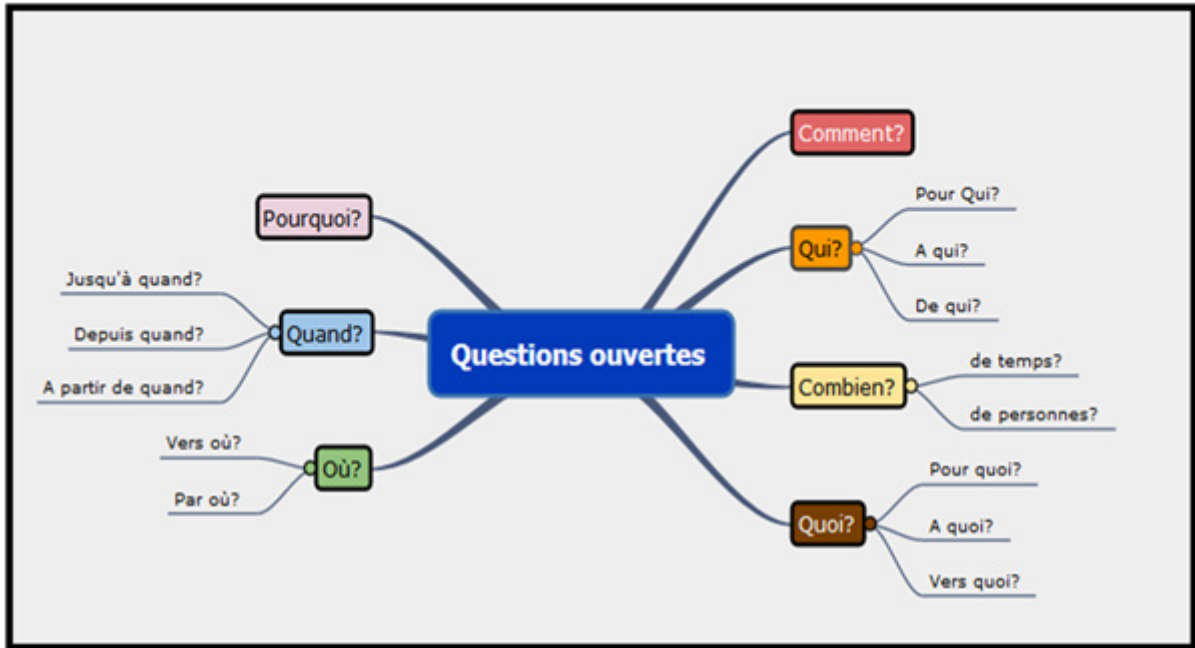 Questions ouvertes
Comment?
Qui?
Pour Qui?
A qui?
De qui?
Combien?
de temps?
de personnes?
Quoi?
Pour quoi?
A quoi?
Vers quoi?
Pourquoi?
Quand?
Jusqu'à quand?
Depuis quand?
A partir de quand?
Où?
Vers où?
Par où?